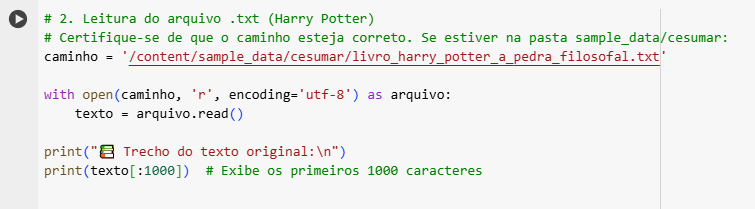 # 2. Leitura do arquivo .txt (Harry Potter)
# Certifique-se de que o caminho esteja correto. Se estiver na pasta sample_data/cesumar:
caminho = '/content/sample_data/cesumar/livro_harry_potter_a_pedra_filosofal.txt'

with open(caminho, 'r', encoding='utf-8') as arquivo:
    texto = arquivo.read()

print("📚 Trecho do texto original:\n")
print(texto[:1000])  # Exibe os primeiros 1000 caracteres